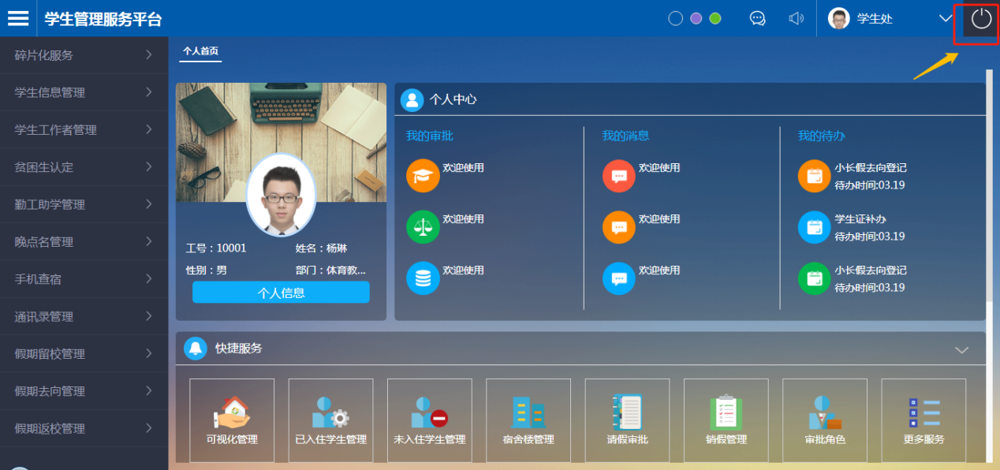 学生管理服务平台
学生处
碎片化服务
学生信息管理
学生工作者管理
贫困生认定
勤工助学管理
晚点名管理
手机查宿
通讯录管理
假期留校管理
假期去向管理
假期返校管理
个人首页
工号：10001 姓名：杨琳
性别：男 部门：体育教...
个人信息
个人中心
我的审批
欢迎使用
欢迎使用
欢迎使用
我的消息
欢迎使用
欢迎使用
欢迎使用
我的待办
小长假去向登记
待办时间:03.19
学生证补办
待办时间:03.19
小长假去向登记
待办时间:03.19
快捷服务
可视化管理
已入住学生管理
未入住学生管理
宿舍楼管理
请假审批
销假管理
审批角色
更多服务